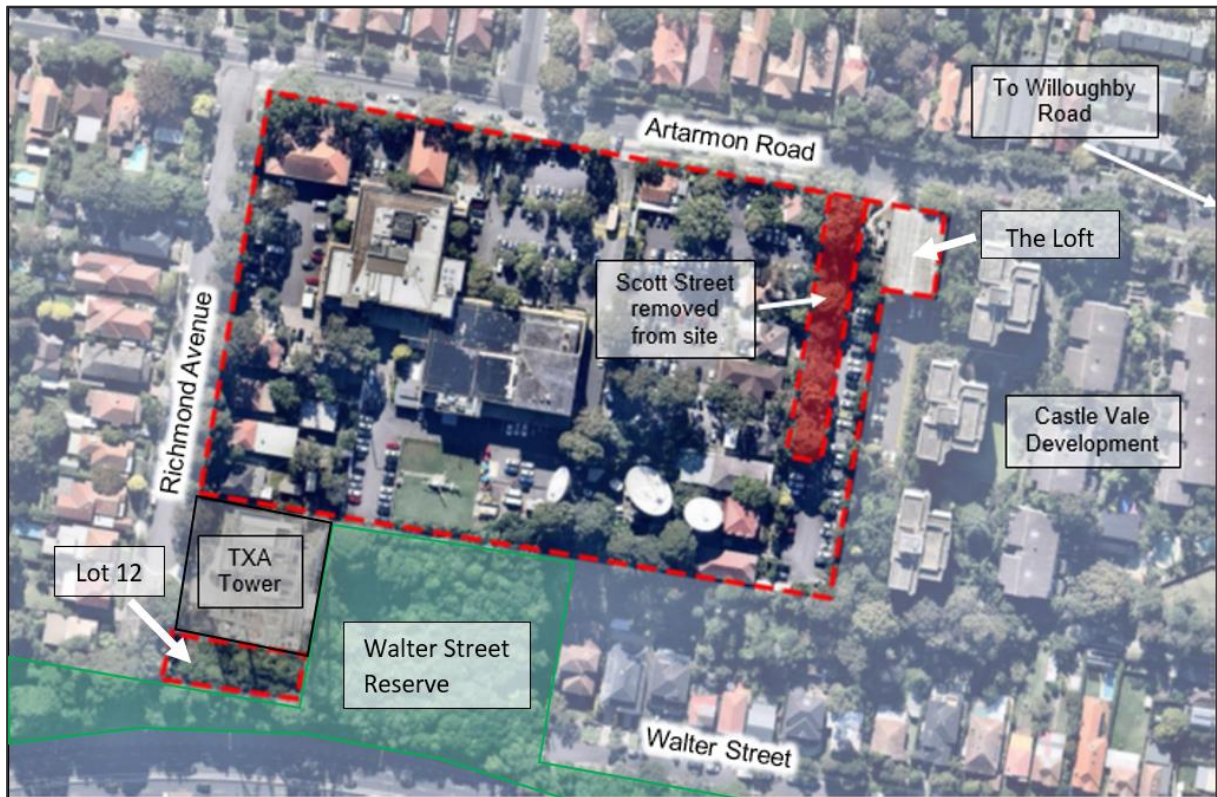 To Willoughby
Road
Artarmon Road
The Loft
Scott Street
removed
from site
Richmond Avenue
Castle Vale
Development
Lot 12
TXA
Tower
Walter Street
Reserve
Walter Street